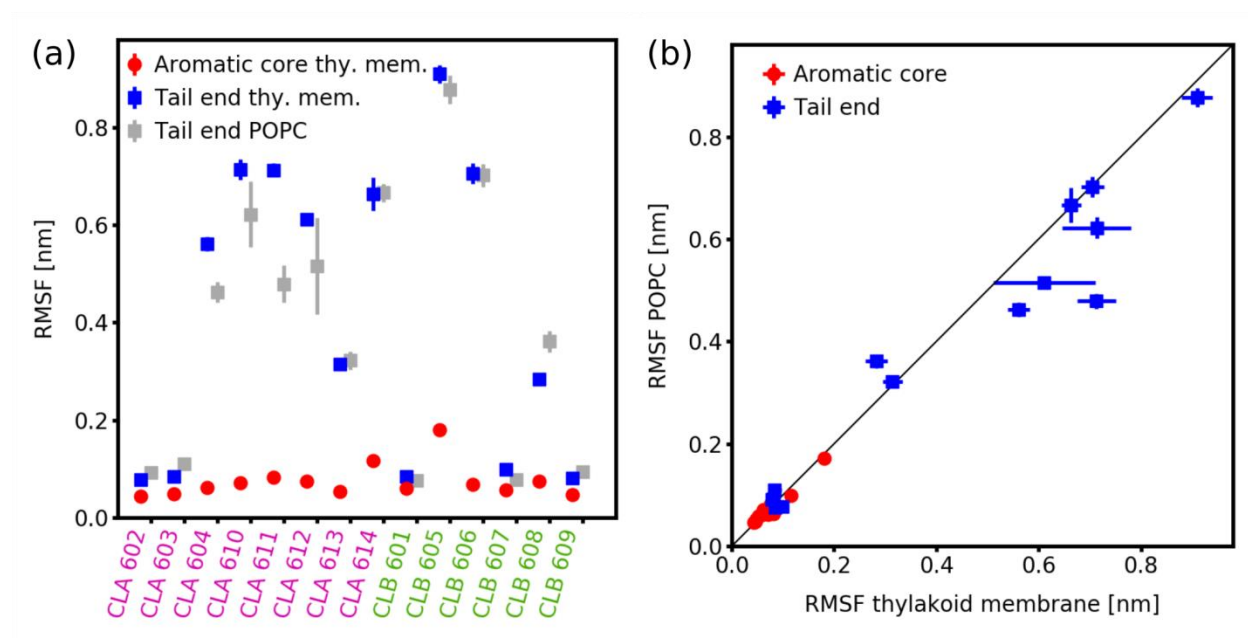 (a)
Aromatic core thy. mem.
Tail end thy. mem.
Tail end POPC
RMSF [nm]
0.8
0.6
0.4
0.2
0.0
CLA 602
CLA 603
CLA 604
CLA 610
CLA 611
CLA 612
CLA 613
CLA 614
CLB 601
CLB 605
CLB 606
CLB 607
CLB 608
CLB 609
(b)
Aromatic core
Tail end
RMSF POPC [nm]
0.8
0.6
0.4
0.2
0.0
0.0 0.2 0.4 0.6 0.8
RMSF thylakoid membrane [nm]